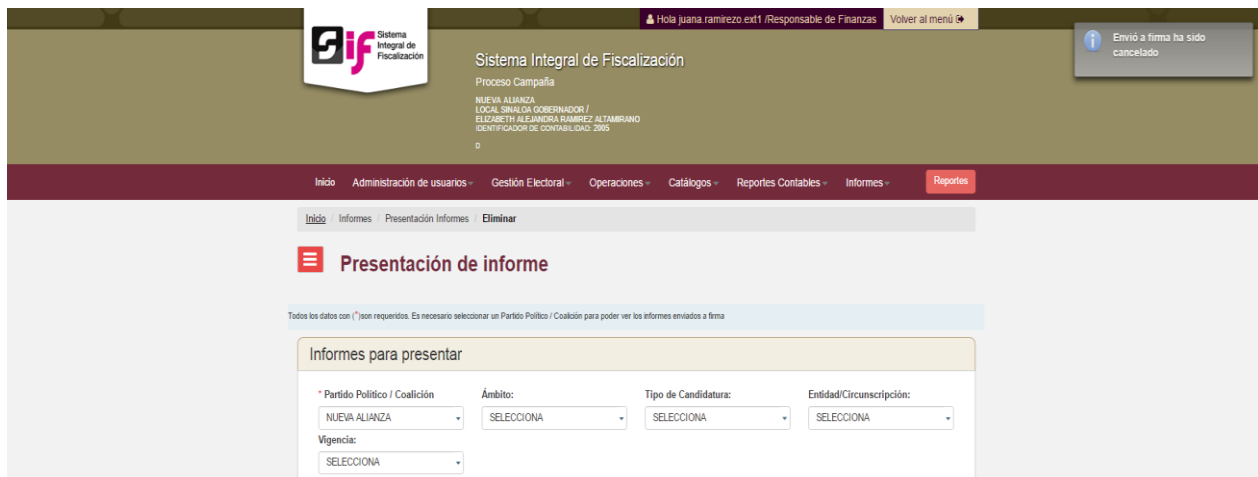 Hola juana.ramirezo.ext1 /Responsable de Finanzas
Volver al menú
Envió a firma ha sido
cancelado
sif
Sistema
Integral de
Fiscalización
Sistema Integral de Fiscalización
Proceso Campaña
NUEVA ALIANZA
LOCAL SINALOA GOBERNADOR /
ELIZABETH ALEJANDRA RAMIREZ ALTAMIRANO
IDENTIFICADOR DE CONTABILIDAD: 2005
D
Inicio Administración de usuarios Gestión Electoral Operaciones Catálogos Reportes Contables Informes Reportes
Inicio / Informes / Presentación Informes / Eliminar
Presentación de informe
Todos los datos con (*)son requeridos. Es necesario seleccionar un Partido Político / Coalición para poder ver los informes enviados a firma
Informes para presentar
* Partido Político / Coalición Ámbito: Tipo de Candidatura: Entidad/Circunscripción:
NUEVA ALIANZA SELECCIONA SELECCIONA SELECCIONA
Vigencia:
SELECCIONA